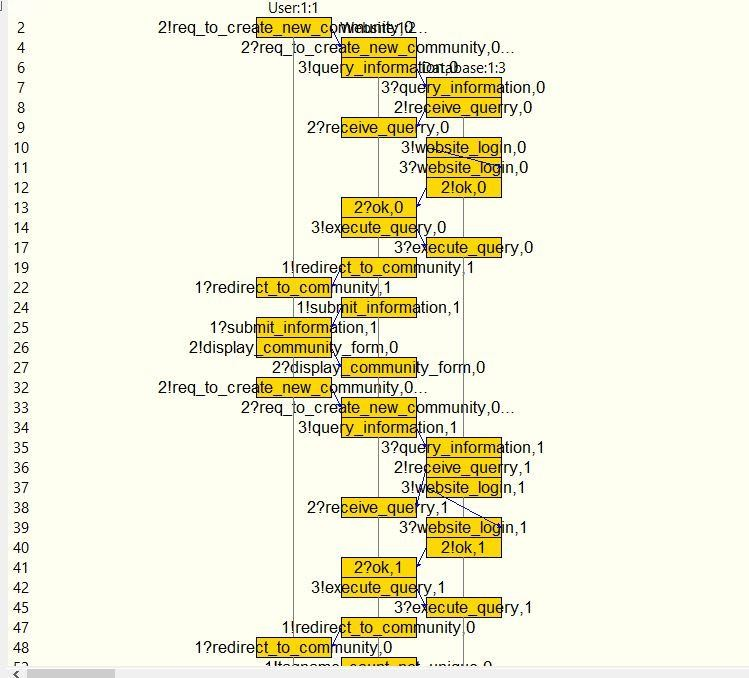 User:1:1
2 2!req_to_create_new_community,0...
Website:1:2
4 2?req_to_create_new_community,0...
6 3!query_information,0
Database:1:3
7 3?query_information,0
8 2!receive_querry,0
9 2?receive_querry,0
10 3!website_login,0
11 3?website_login,0
12 2!ok,0
13 2?ok,0
14 3!execute_query,0
17 3?execute_query,0
19 1!redirect_to_community,1
22 1?redirect_to_community,1
24 1!submit_information,1
25 1?submit_information,1
26 2!display_community_form,0
27 2?display_community_form,0
32 2!req_to_create_new_community,0...
33 2?req_to_create_new_community,0...
34 3!query_information,1
35 3?query_information,1
36 2!receive_querry,1
37 3!website_login,1
38 2?receive_querry,1
39 3?website_login,1
40 2!ok,1
41 2?ok,1
42 3!execute_query,1
45 3?execute_query,1
47 1!redirect_to_community,0
48 1?redirect_to_community,0